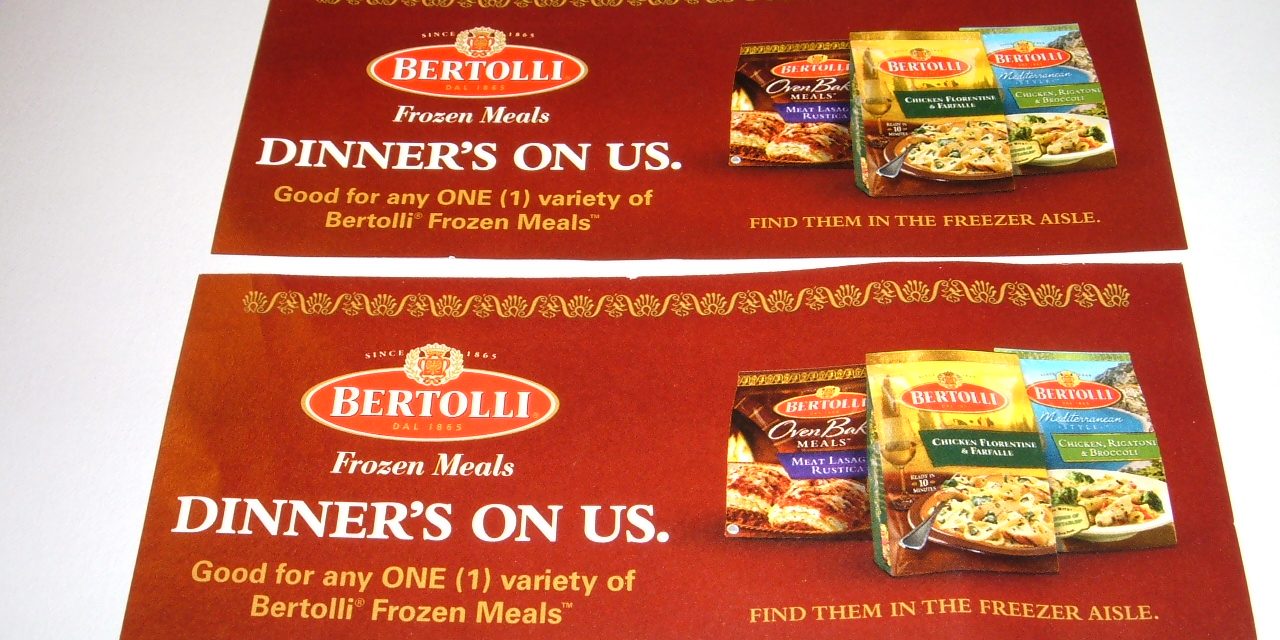 SINCE 1865
BERTOLLI
DAL 1865
Frozen Meals
DINNER'S ON US.
Good for any ONE (1) variety of
Bertolli® Frozen Meals™
BERTOLLI
Oven Bak
MEALS™
MEAT LASAG
RUSTICA
BERTOLLI
CHICKEN FLORENTINE
& FARFALLE
READY IN
10
MINUTES
BERTOLLI
Mediterranean
STYLE
CHICKEN, RIGATONI
& BROCCOLI
FIND THEM IN THE FREEZER AISLE.
SINCE 1865
BERTOLLI®
DAL 1865
Frozen Meals
DINNER'S ON US.
Good for any ONE (1) variety of
Bertolli® Frozen Meals™
BERTOLLI
Oven Bak
MEALS™
MEAT LASAG
RUSTICA
BERTOLLI
CHICKEN FLORENTINE
& FARFALLE
READY IN
10
MINUTES
BERTOLLI
Mediterranean
STYLE
CHICKEN, RIGATONI
& BROCCOLI
FIND THEM IN THE FREEZER AISLE.